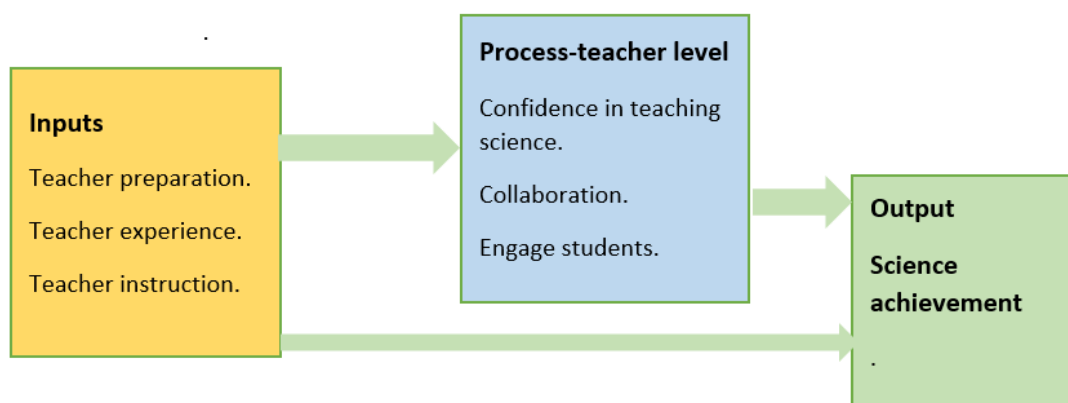 Inputs
Teacher preparation.
Teacher experience.
Teacher instruction.
Process-teacher level
Confidence in teaching
science.
Collaboration.
Engage students.
Output
Science
achievement
.
.